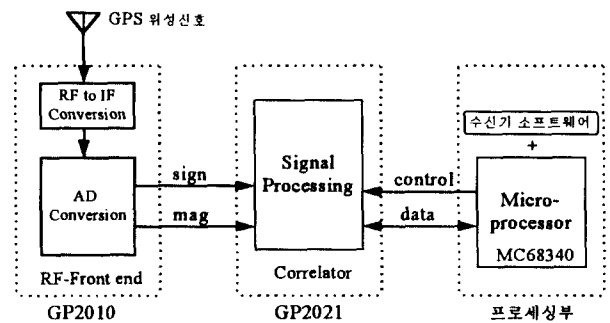 GPS 위성신호
RF to IF
Conversion
AD
Conversion
RF-Front end
GP2010
sign
mag
Signal
Processing
Correlator
GP2021
control
data
수신기 소프트웨어
+
Micro-
processor
MC68340
프로세싱부